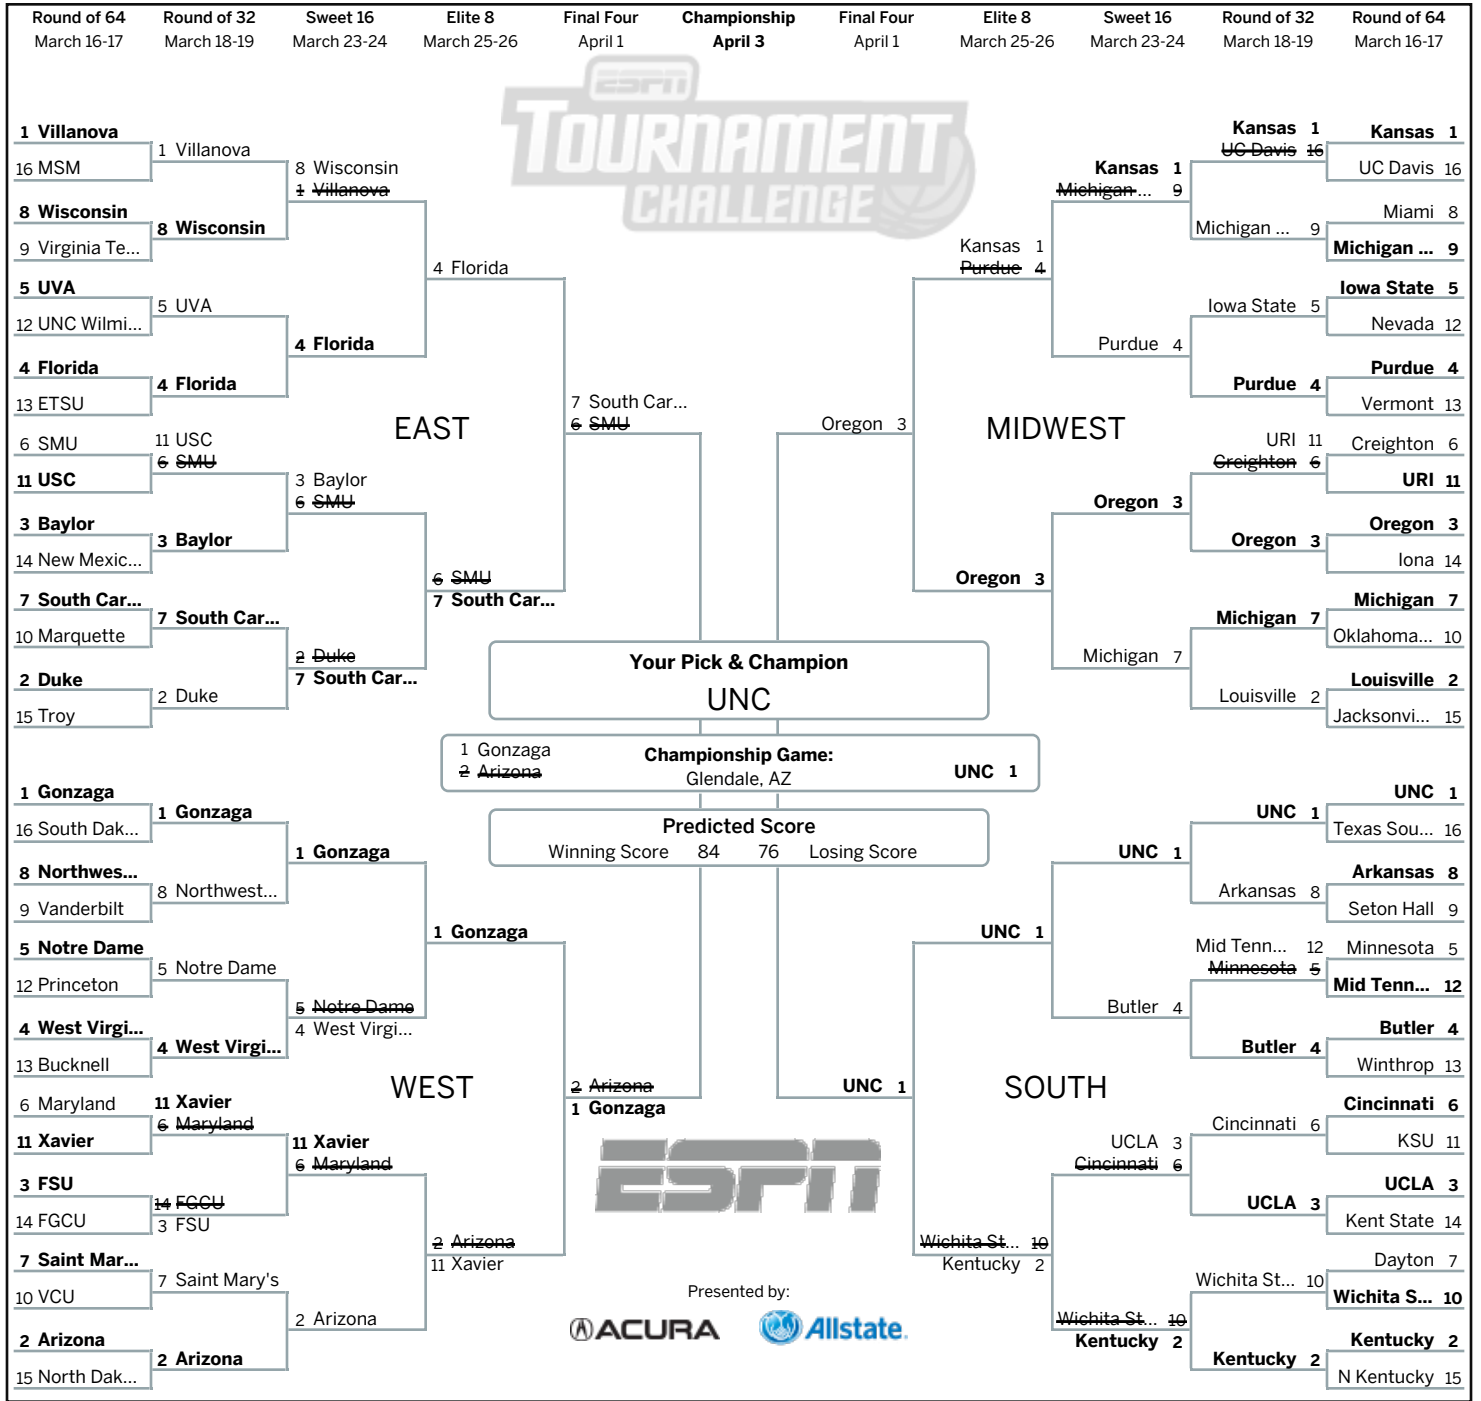 Round of 64 Round of 32 Sweet 16 Elite 8 Final Four Championship Final Four Elite 8 Sweet 16 Round of 32 Round of 64
March 16-17 March 18-19 March 23-24 March 25-26 April 1 April 3 April 1 March 25-26 March 23-24 March 18-19 March 16-17
ESPN
TOURNAMENT
CHALLENGE
1 Villanova
16 MSM
8 Wisconsin
9 Virginia Te...
5 UVA
12 UNC Wilmi...
4 Florida
13 ETSU
6 SMU
11 USC
3 Baylor
14 New Mexic...
7 South Car...
10 Marquette
2 Duke
15 Troy
1 Villanova
8 Wisconsin
5 UVA
4 Florida
11 USC
6 SMU
3 Baylor
7 South Car...
2 Duke
8 Wisconsin
1 Villanova
4 Florida
3 Baylor
6 SMU
2 Duke
7 South Car...
4 Florida
6 SMU
7 South Car...
EAST
7 South Car...
6 SMU
Kansas 1
UC Davis 16
Miami 8
Michigan ... 9
Iowa State 5
Nevada 12
Purdue 4
Vermont 13
Creighton 6
URI 11
Oregon 3
Iona 14
Michigan 7
Oklahoma... 10
Louisville 2
Jacksonvi... 15
Kansas 1
UC Davis 16
Michigan ... 9
Iowa State 5
Purdue 4
URI 11
Creighton 6
Oregon 3
Michigan 7
Louisville 2
Kansas 1
Michigan ... 9
Purdue 4
Oregon 3
Michigan 7
Kansas 1
Purdue 4
Oregon 3
MIDWEST
Oregon 3
Your Pick & Champion
UNC
1 Gonzaga
2 Arizona
Championship Game:
Glendale, AZ
UNC 1
Predicted Score
Winning Score 84 76 Losing Score
1 Gonzaga
16 South Dak...
8 Northwes...
9 Vanderbilt
5 Notre Dame
12 Princeton
4 West Virgi...
13 Bucknell
6 Maryland
11 Xavier
3 FSU
14 FGCU
7 Saint Mar...
10 VCU
2 Arizona
15 North Dak...
1 Gonzaga
8 Northwest...
5 Notre Dame
4 West Virgi...
11 Xavier
6 Maryland
14 FGCU
3 FSU
7 Saint Mary's
2 Arizona
1 Gonzaga
5 Notre Dame
4 West Virgi...
11 Xavier
6 Maryland
2 Arizona
1 Gonzaga
2 Arizona
11 Xavier
WEST
2 Arizona
1 Gonzaga
UNC 1
Texas Sou... 16
Arkansas 8
Seton Hall 9
Minnesota 5
Mid Tenn... 12
Butler 4
Winthrop 13
Cincinnati 6
KSU 11
UCLA 3
Kent State 14
Dayton 7
Wichita S... 10
Kentucky 2
N Kentucky 15
UNC 1
Arkansas 8
Mid Tenn... 12
Minnesota 5
Butler 4
Cincinnati 6
UCLA 3
Wichita St... 10
Kentucky 2
UNC 1
Butler 4
UCLA 3
Cincinnati 6
Wichita St... 10
Kentucky 2
UNC 1
Wichita St... 10
Kentucky 2
SOUTH
UNC 1
ESPN
Presented by:
ACURA Allstate.